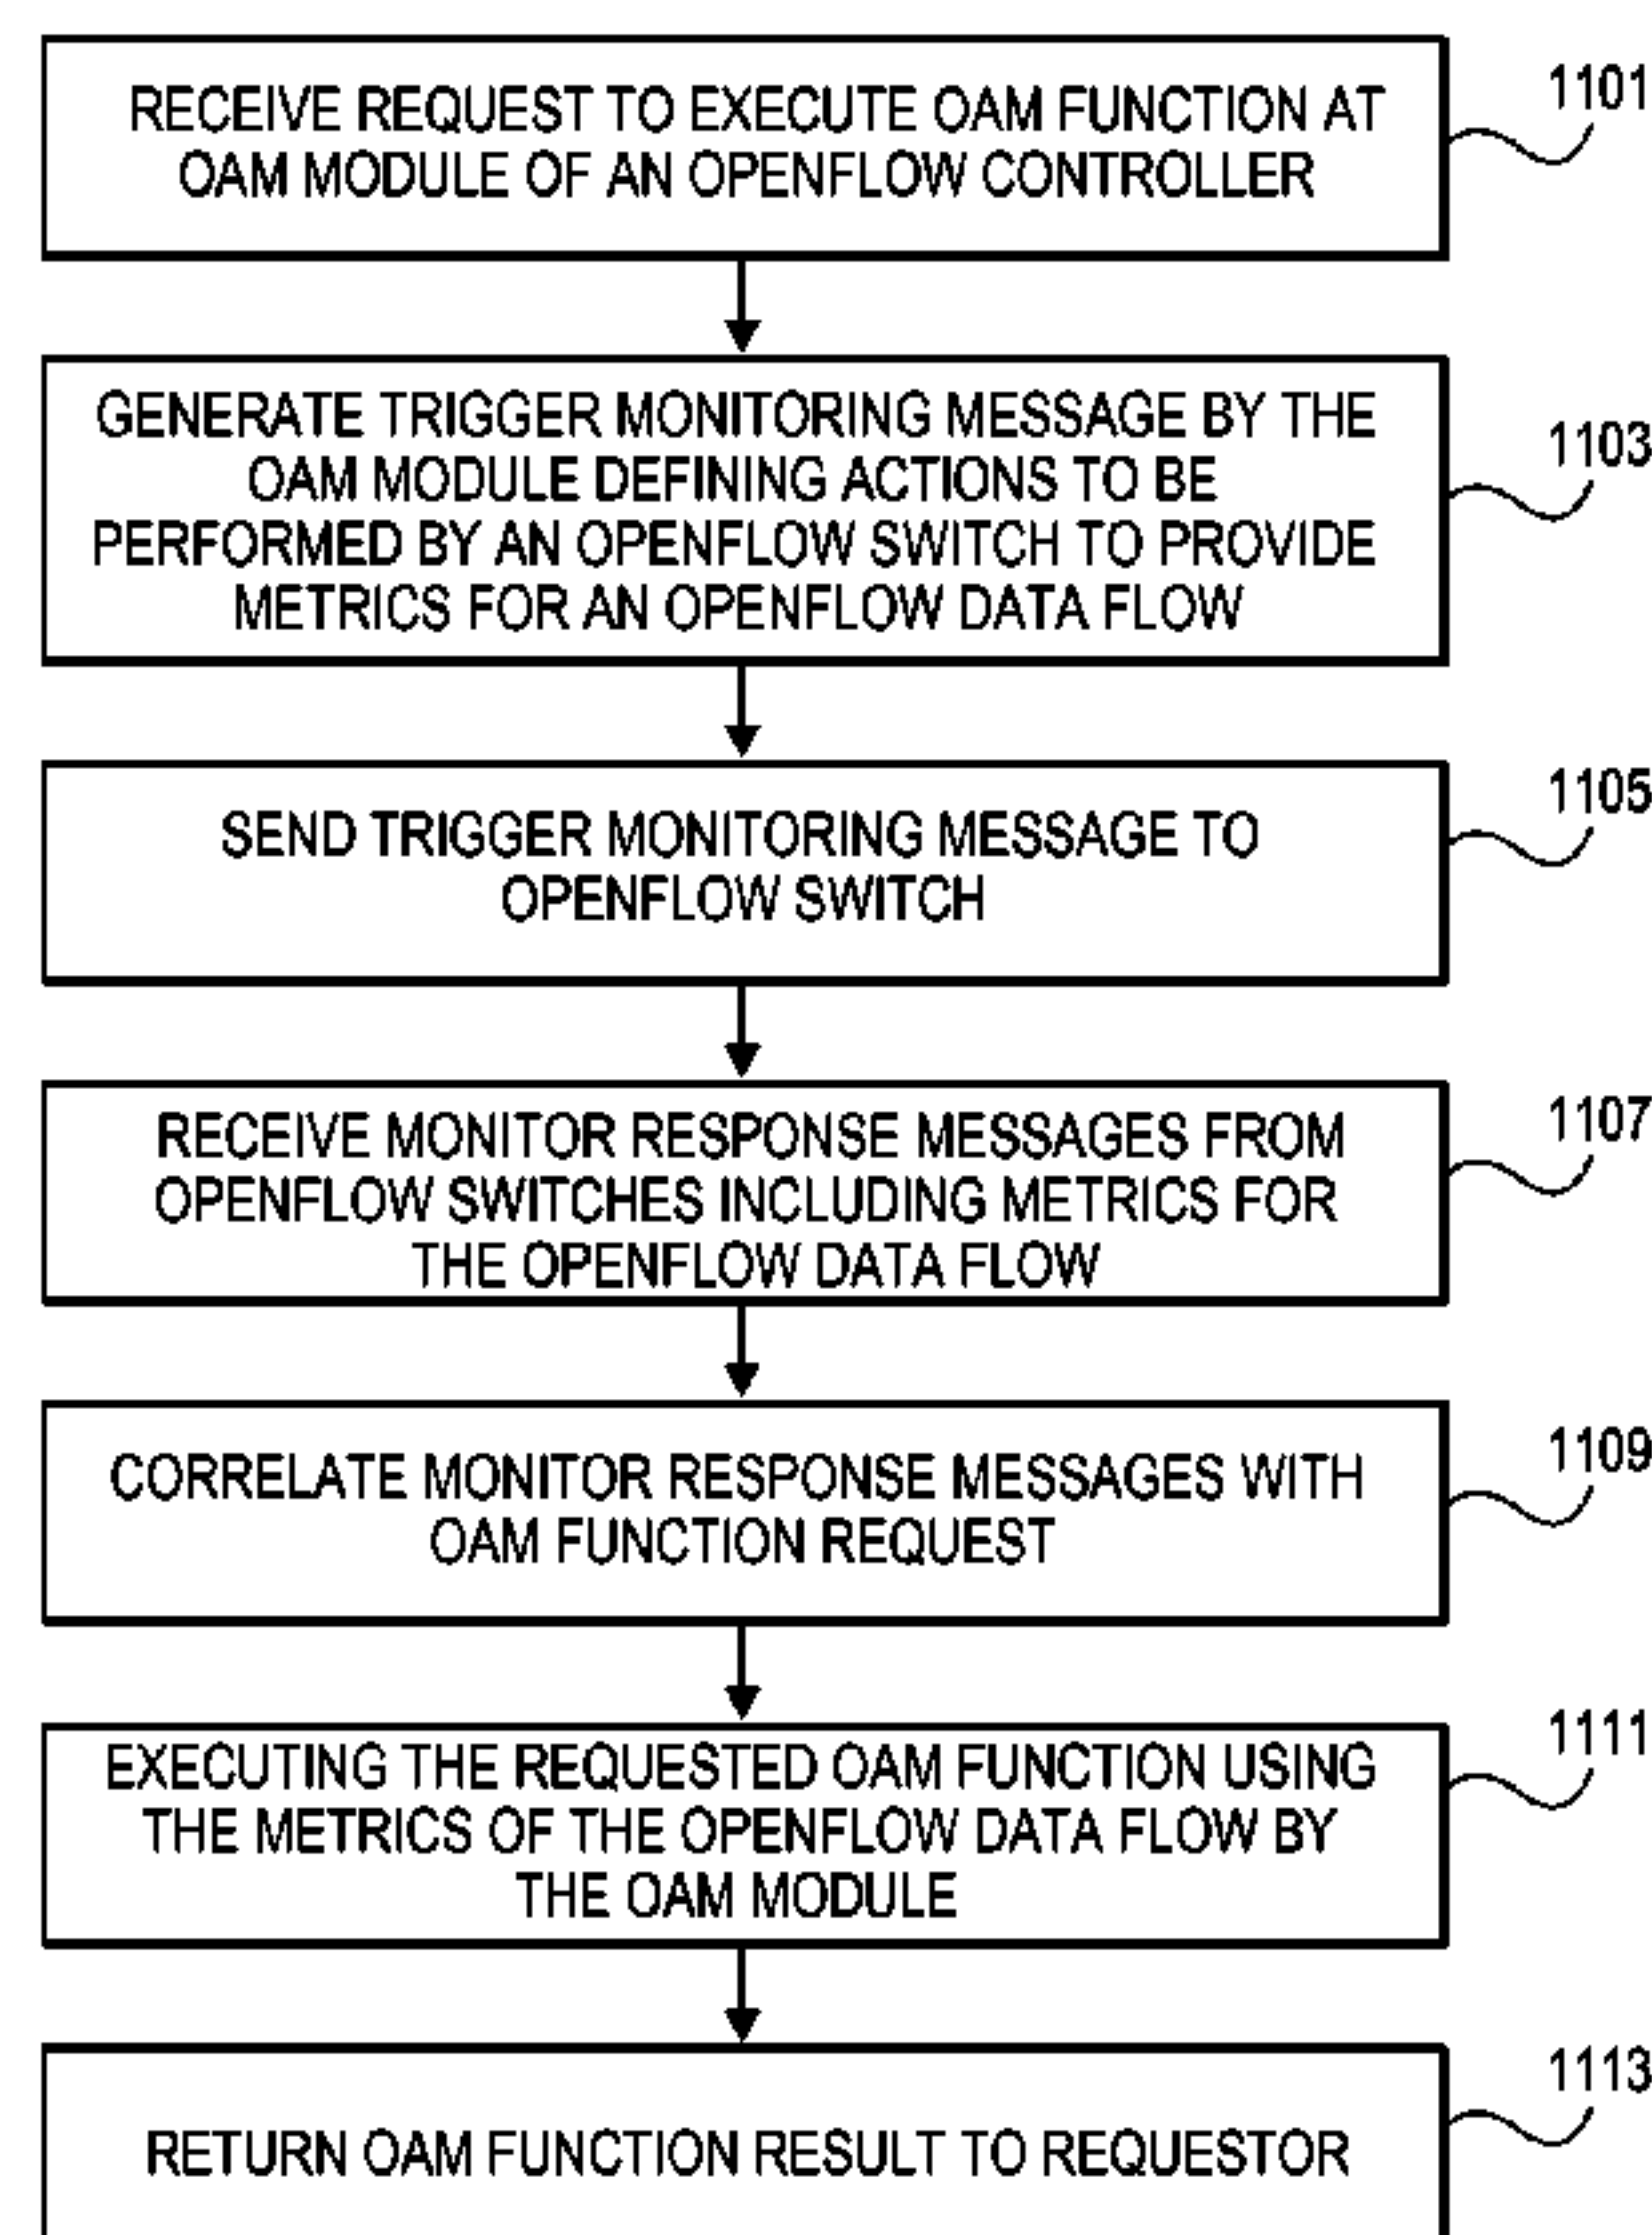 RECEIVE REQUEST TO EXECUTE OAM FUNCTION AT
OAM MODULE OF AN OPENFLOW CONTROLLER
1101
GENERATE TRIGGER MONITORING MESSAGE BY THE
OAM MODULE DEFINING ACTIONS TO BE
PERFORMED BY AN OPENFLOW SWITCH TO PROVIDE
METRICS FOR AN OPENFLOW DATA FLOW
1103
SEND TRIGGER MONITORING MESSAGE TO
OPENFLOW SWITCH
1105
RECEIVE MONITOR RESPONSE MESSAGES FROM
OPENFLOW SWITCHES INCLUDING METRICS FOR
THE OPENFLOW DATA FLOW
1107
CORRELATE MONITOR RESPONSE MESSAGES WITH
OAM FUNCTION REQUEST
1109
EXECUTING THE REQUESTED OAM FUNCTION USING
THE METRICS OF THE OPENFLOW DATA FLOW BY
THE OAM MODULE
1111
RETURN OAM FUNCTION RESULT TO REQUESTOR
1113